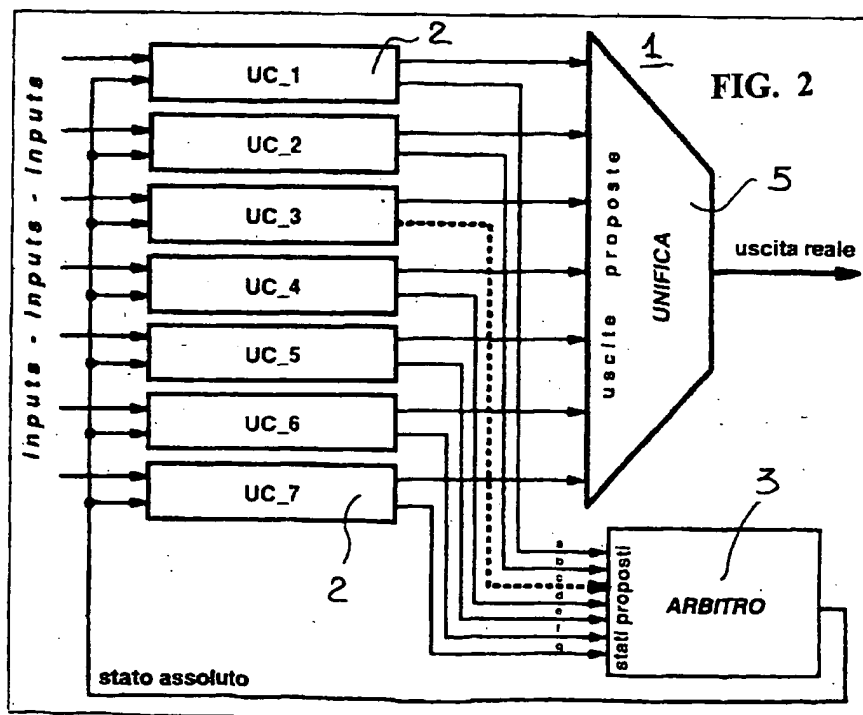 2
1
FIG. 2
UC_1
UC_2
UC_3
UC_4
UC_5
UC_6
UC_7
2
Inputs - Inputs - Inputs
uscite proposte
UNIFICA
5
uscita reale
3
a
b
c
d
e
f
g
stati proposti
ARBITRO
stato assoluto